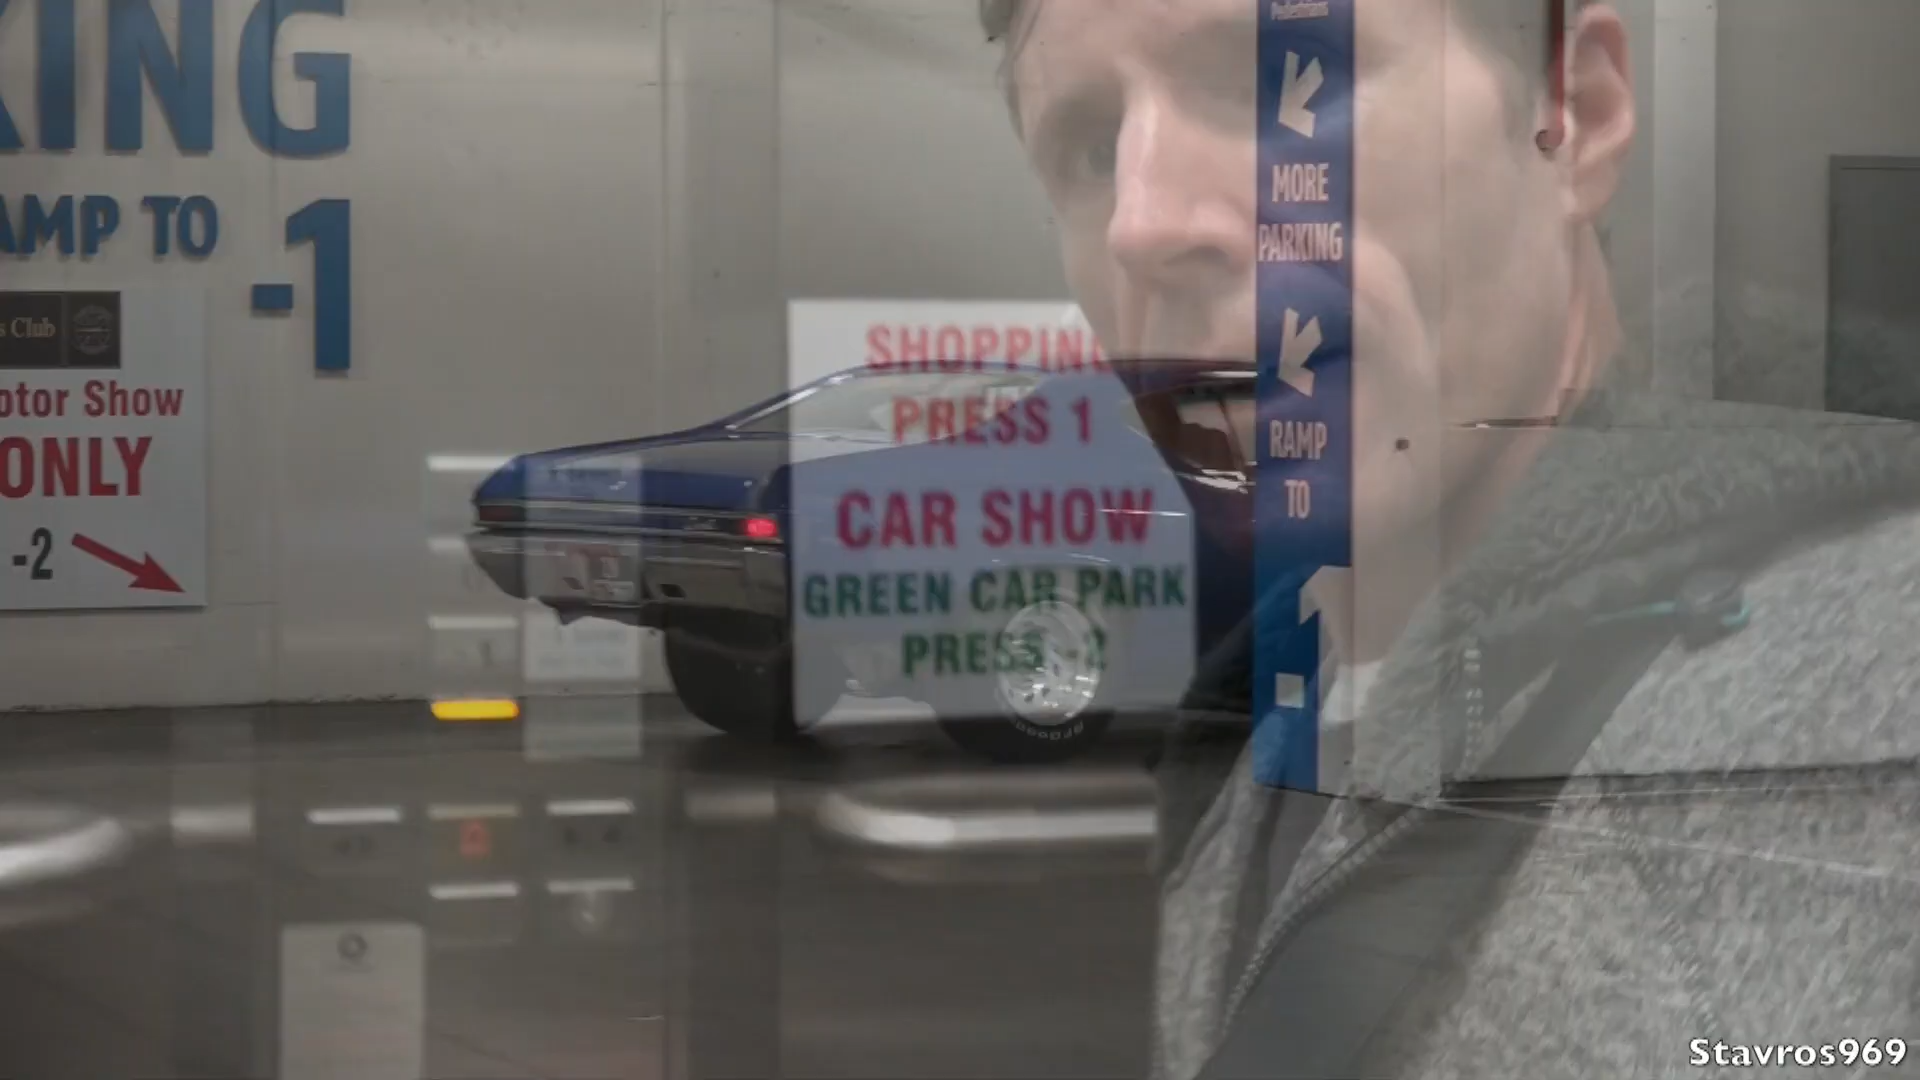 KING
AMP TO
-1
s Club
otor Show
ONLY
-2
SHOPPING
PRESS 1
CAR SHOW
GREEN CAR PARK
PRESS -2
Pedestrians
MORE
PARKING
RAMP
TO
Stavros969